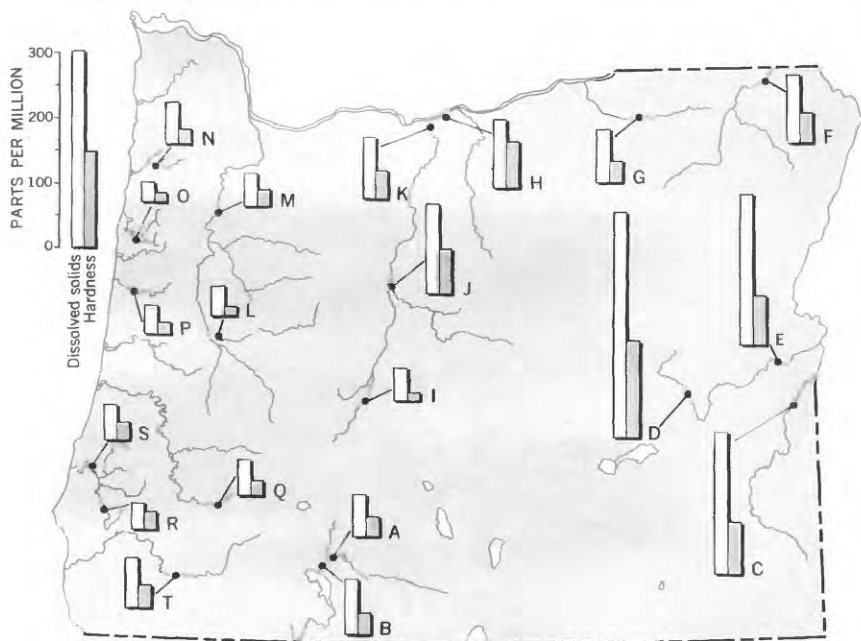 300
200
100
0
PARTS PER MILLION
Dissolved solids
Hardness
N
O
M
K
H
G
F
P
L
J
I
E
D
S
Q
R
A
C
T
B